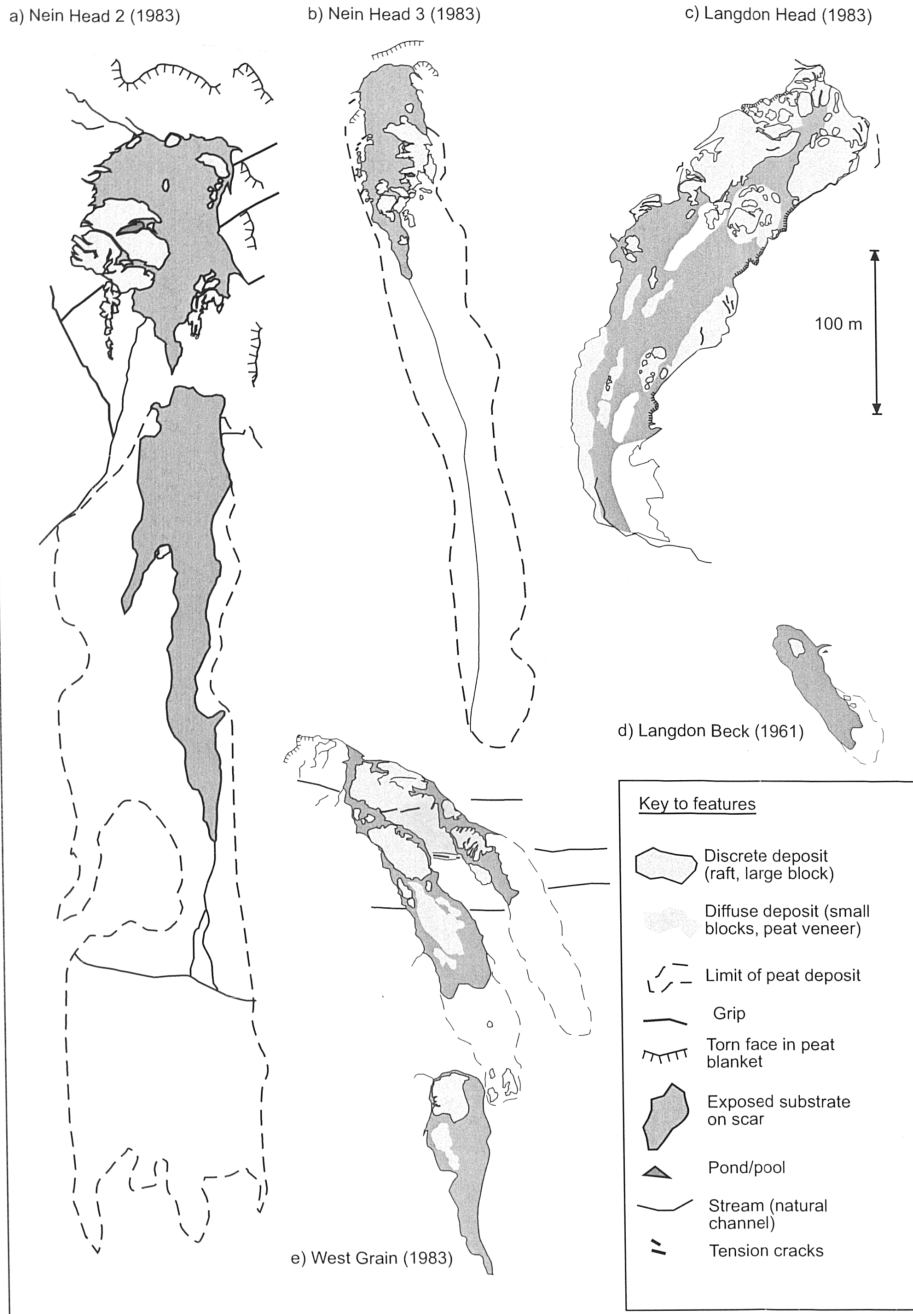 a) Nein Head 2 (1983)
b) Nein Head 3 (1983)
c) Langdon Head (1983)
100 m
d) Langdon Beck (1961)
e) West Grain (1983)
Key to features
Discrete deposit
(raft, large block)
Diffuse deposit (small
blocks, peat veneer)
Limit of peat deposit
Grip
Torn face in peat
blanket
Exposed substrate
on scar
Pond/pool
Stream (natural
channel)
Tension cracks